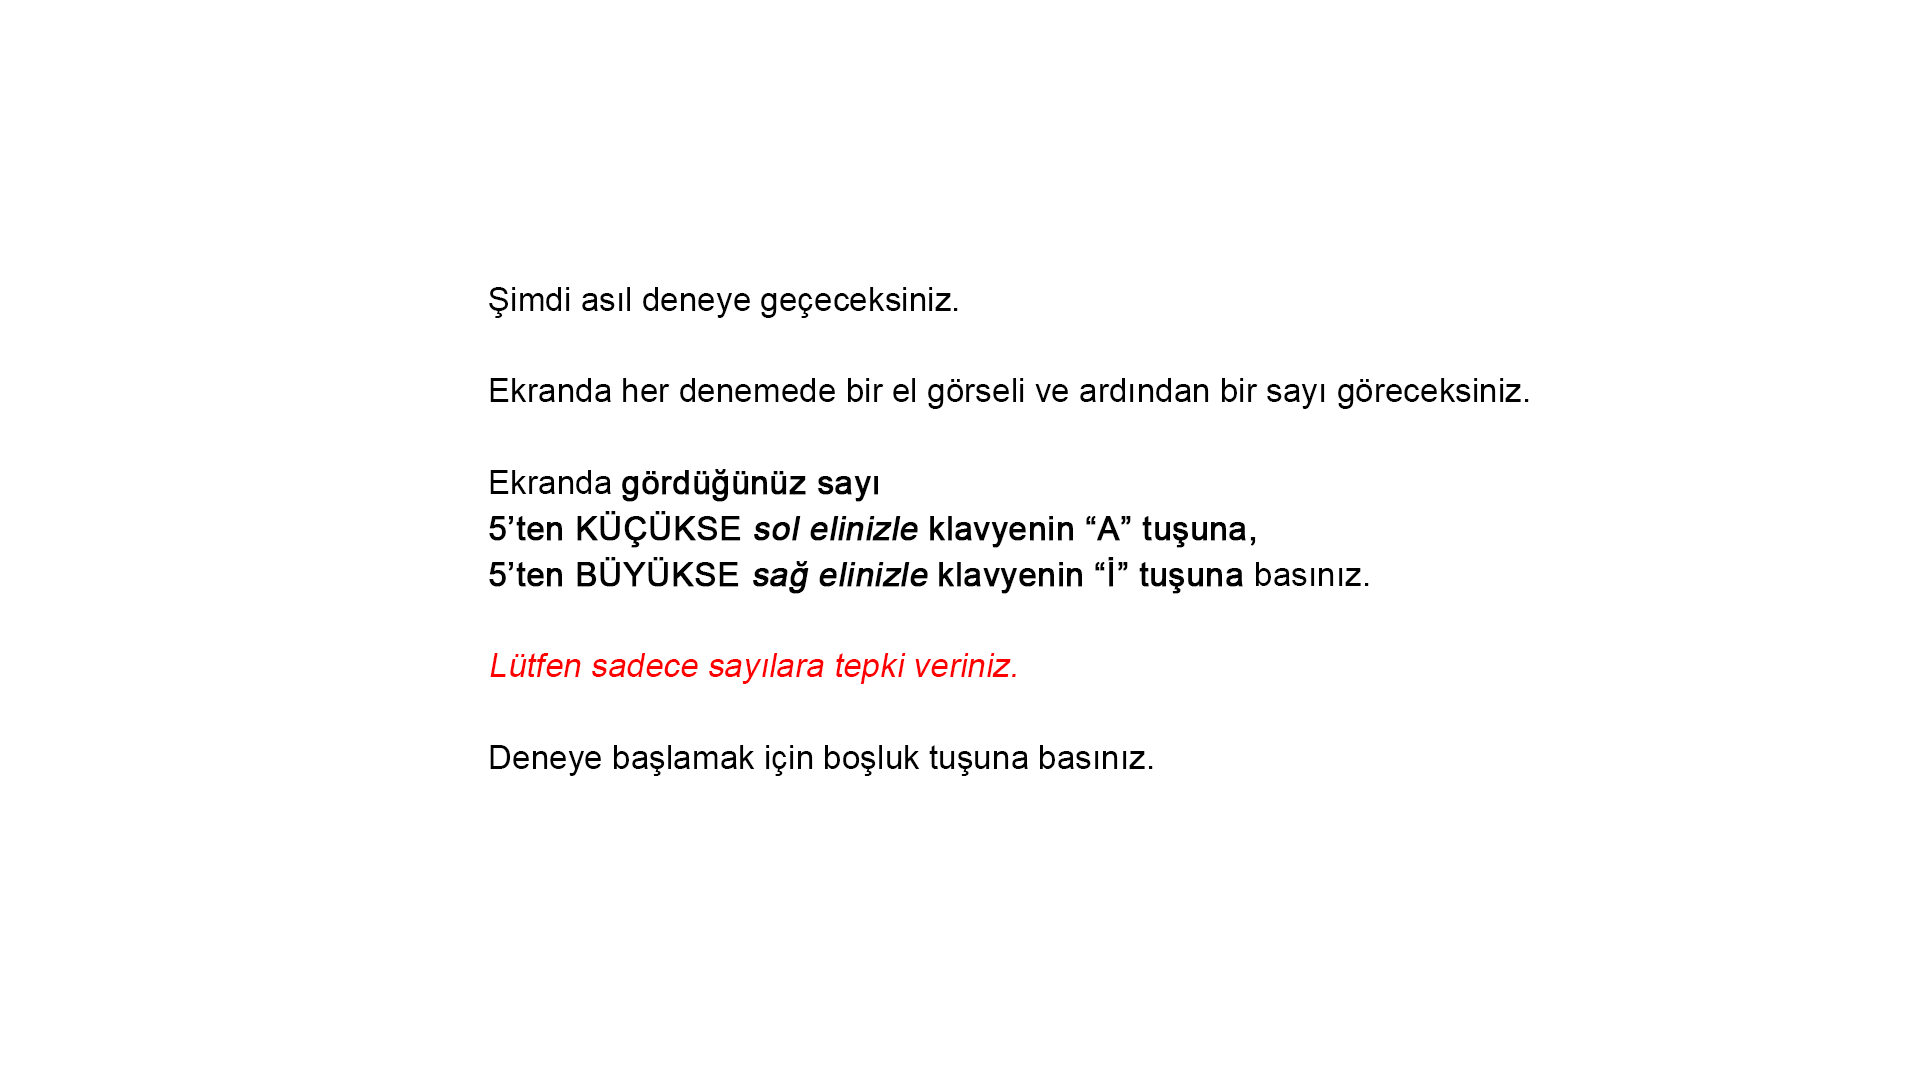 Şimdi asıl deneye geçeceksiniz.
Ekranda her denemede bir el görseli ve ardından bir sayı göreceksiniz.
Ekranda gördüğünüz sayı
5’ten KÜÇÜKSE sol elinizle klavyenin “A” tuşuna,
5’ten BÜYÜKSE sağ elinizle klavyenin “İ” tuşuna basınız.
Lütfen sadece sayılara tepki veriniz.
Deneye başlamak için boşluk tuşuna basınız.